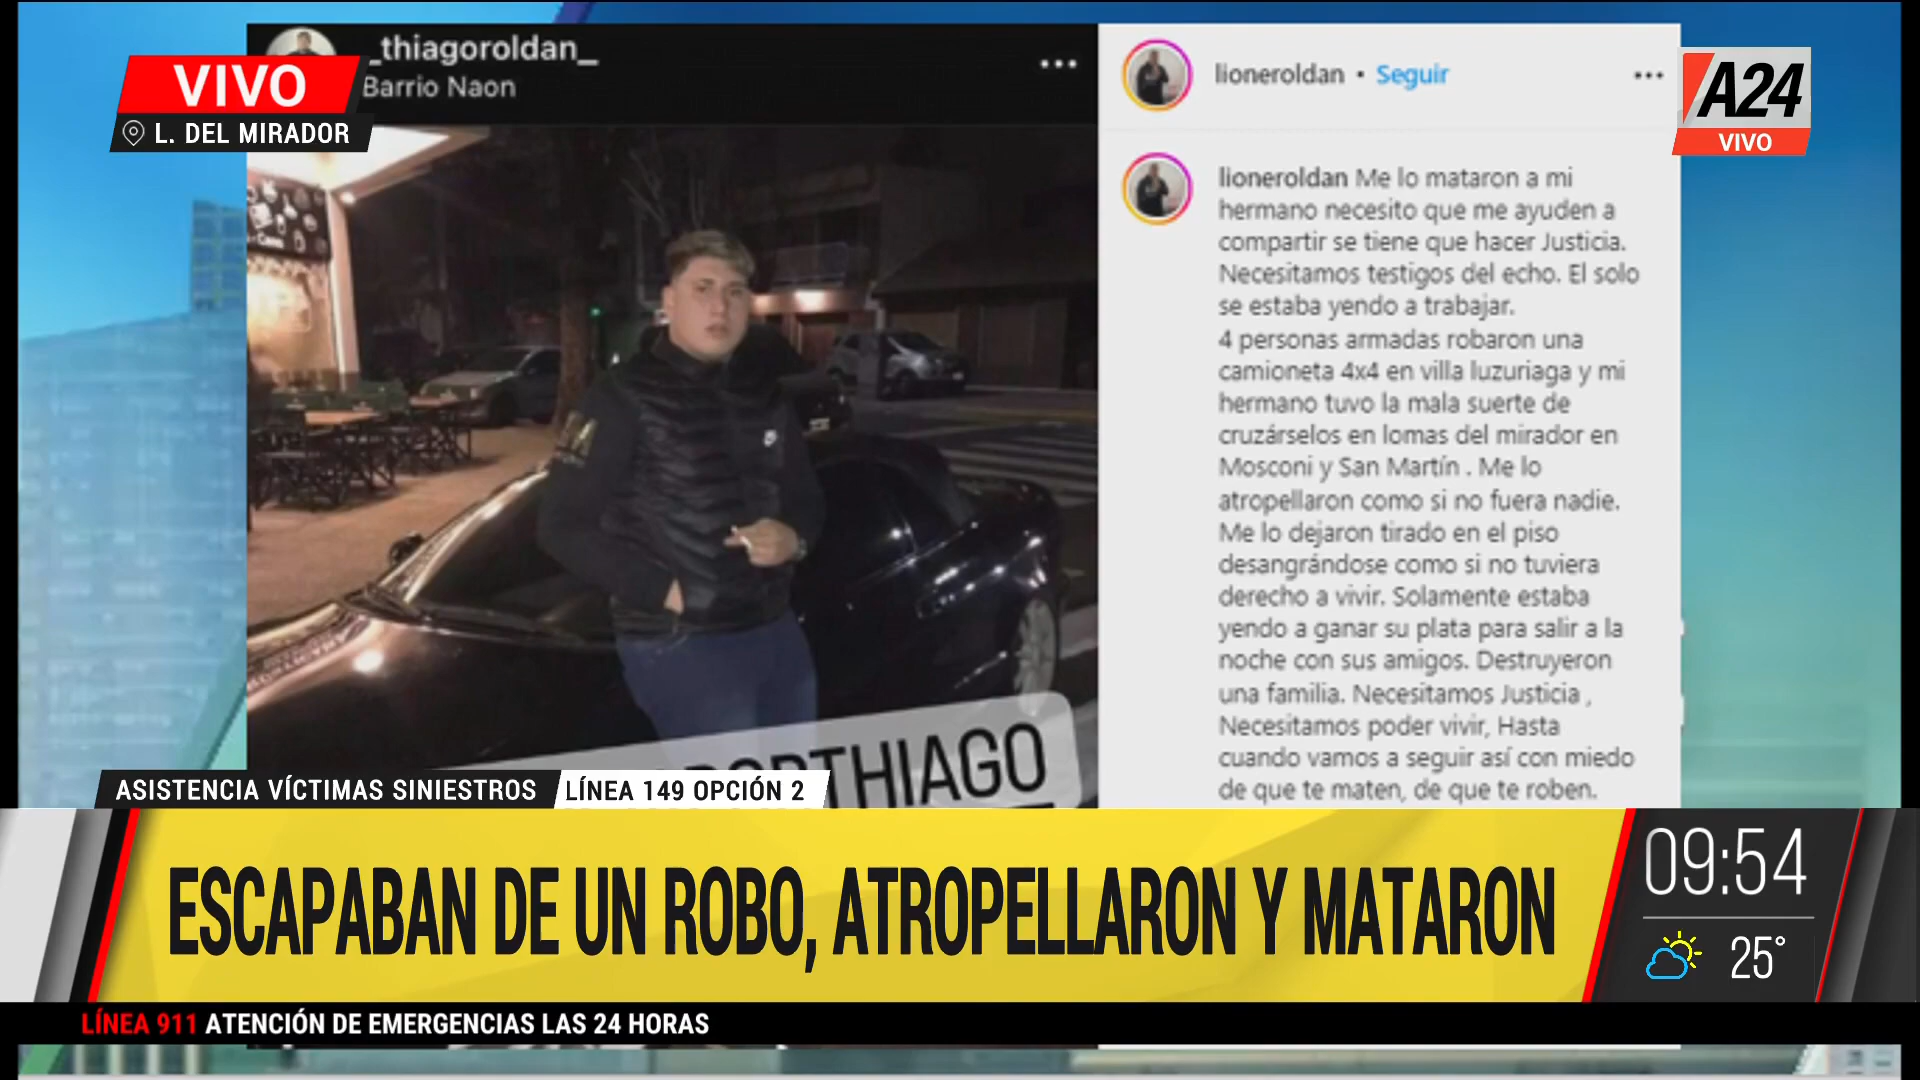 _thiagoroldan_
Barrio Naon
VIVO
L. DEL MIRADOR
lioneroldan • Seguir
A24
VIVO
lioneroldan Me lo mataron a mi
hermano necesito que me ayuden a
compartir se tiene que hacer Justicia.
Necesitamos testigos del echo. El solo
se estaba yendo a trabajar.
4 personas armadas robaron una
camioneta 4x4 en villa luzuriaga y mi
hermano tuvo la mala suerte de
cruzárselos en lomas del mirador en
Mosconi y San Martín . Me lo
atropellaron como si no fuera nadie.
Me lo dejaron tirado en el piso
desangrándose como si no tuviera
derecho a vivir. Solamente estaba
yendo a ganar su plata para salir a la
noche con sus amigos. Destruyeron
una familia. Necesitamos Justicia ,
Necesitamos poder vivir, Hasta
cuando vamos a seguir así con miedo
de que te maten, de que te roben.
ASISTENCIA VÍCTIMAS SINIESTROS LÍNEA 149 OPCIÓN 2
ESCAPABAN DE UN ROBO, ATROPELLARON Y MATARON
09:54
25°
LÍNEA 911 ATENCIÓN DE EMERGENCIAS LAS 24 HORAS